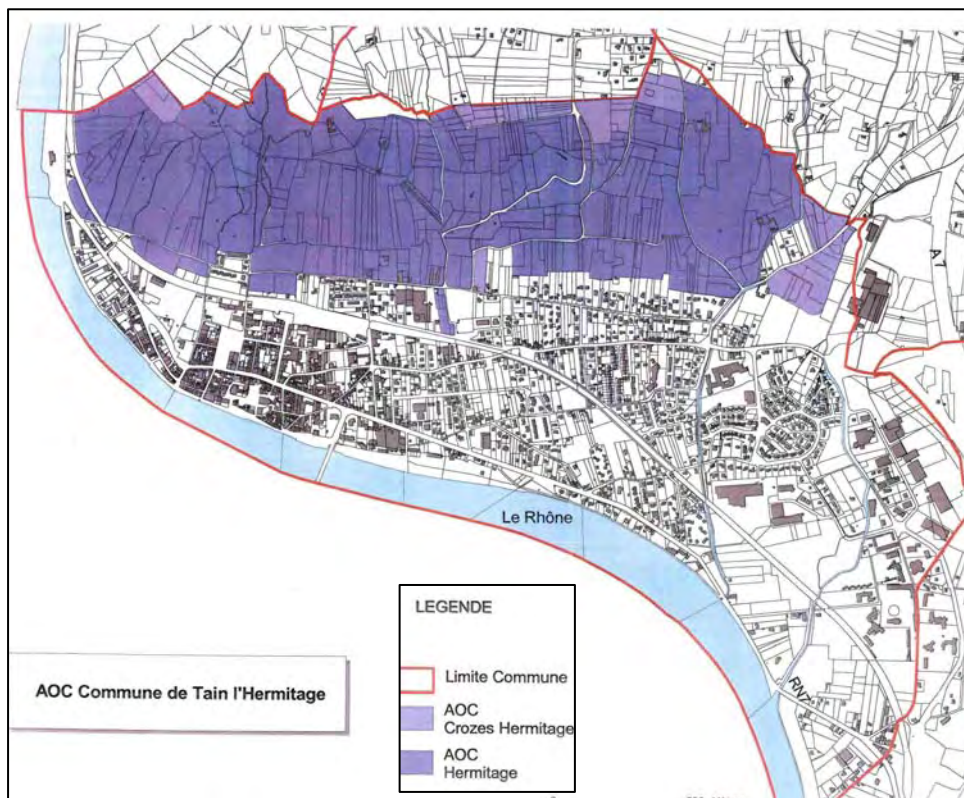 A7
Le Rhône
RN7
LEGENDE
Limite Commune
AOC
Crozes Hermitage
AOC
Hermitage
AOC Commune de Tain l'Hermitage